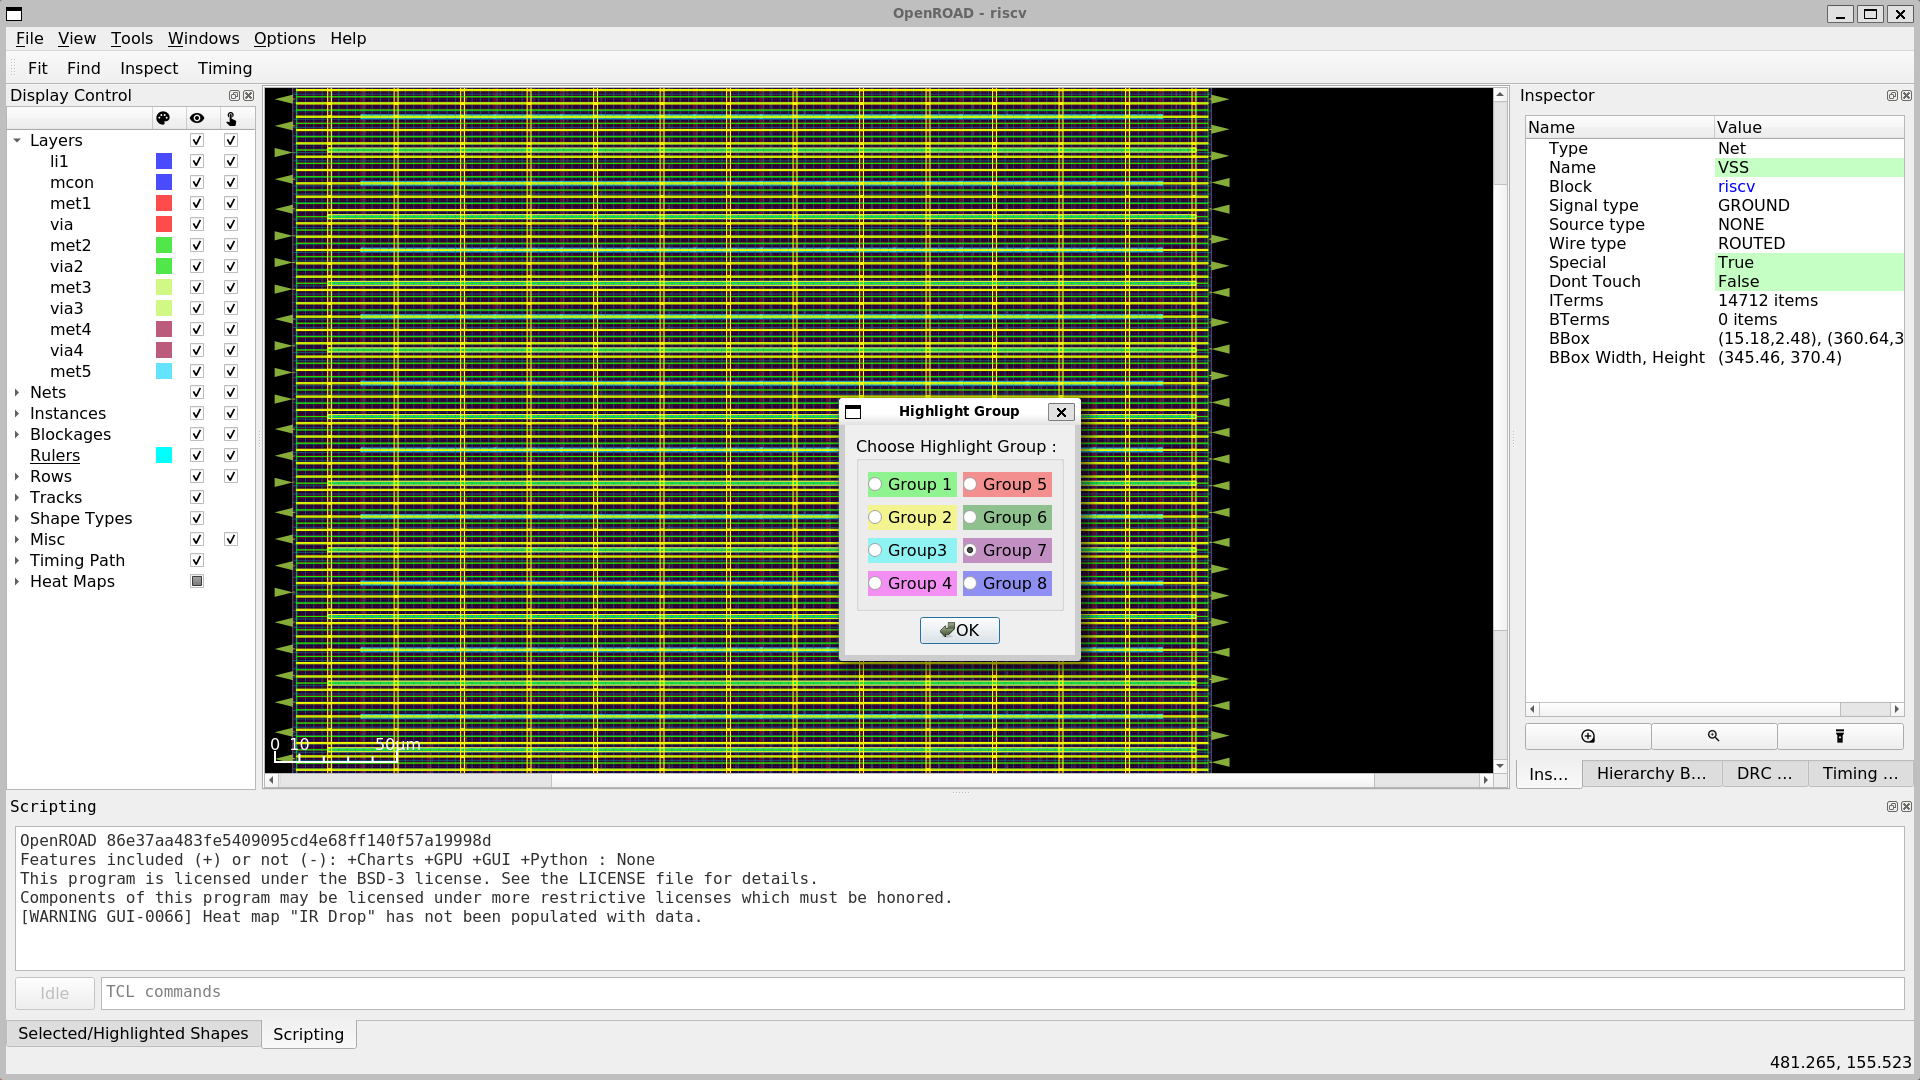 OpenROAD - riscv
File View Tools Windows Options Help
Fit Find Inspect Timing
Display Control
Layers
li1
mcon
met1
via
met2
via2
met3
via3
met4
via4
met5
Nets
Instances
Blockages
Rulers
Rows
Tracks
Shape Types
Misc
Timing Path
Heat Maps
0 10 50μm
Highlight Group
Choose Highlight Group :
Group 1 Group 5
Group 2 Group 6
Group3 Group 7
Group 4 Group 8
OK
Inspector
Name Value
Type Net
Name VSS
Block riscv
Signal type GROUND
Source type NONE
Wire type ROUTED
Special True
Dont Touch False
ITerms 14712 items
BTerms 0 items
BBox (15.18,2.48), (360.64,3
BBox Width, Height (345.46, 370.4)
Ins... Hierarchy B... DRC ... Timing ...
Scripting
OpenROAD 86e37aa483fe5409095cd4e68ff140f57a19998d
Features included (+) or not (-): +Charts +GPU +GUI +Python : None
This program is licensed under the BSD-3 license. See the LICENSE file for details.
Components of this program may be licensed under more restrictive licenses which must be honored.
[WARNING GUI-0066] Heat map "IR Drop" has not been populated with data.
Idle TCL commands
Selected/Highlighted Shapes Scripting
481.265, 155.523